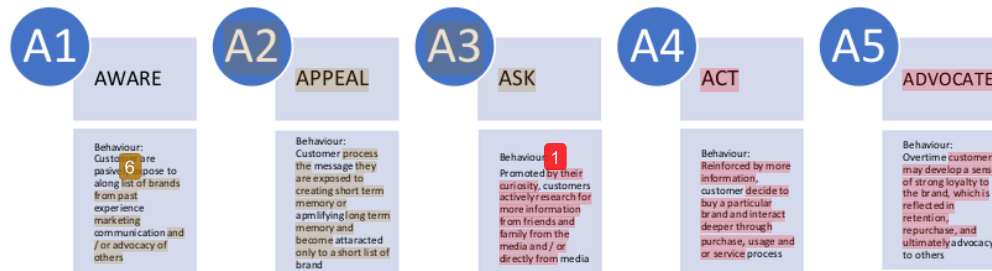 A1
AWARE
Behaviour:
Customer are
pasive expose to
along list of brands
from past
experience
marketing
communication and
/ or advocacy of
others
6
A2
APPEAL
Behaviour:
Customer process
the message they
are exposed to
creating short term
memory or
apmlifying long term
memory and
become attaracted
only to a short list of
brand
A3
ASK
Behaviour:
Promoted by their
curiosity, customers
actively research for
more information
from friends and
family from the
media and / or
directly from media
1
A4
ACT
Behaviour:
Reinforced by more
information,
customer decide to
buy a particular
brand and interact
deeper through
purchase, usage and
or service process
A5
ADVOCATE
Behaviour:
Overtime customer
may develop a sens
of strong loyalty to
the brand, which is
reflected in
retention,
repurchase, and
ultimately advocacy
to others